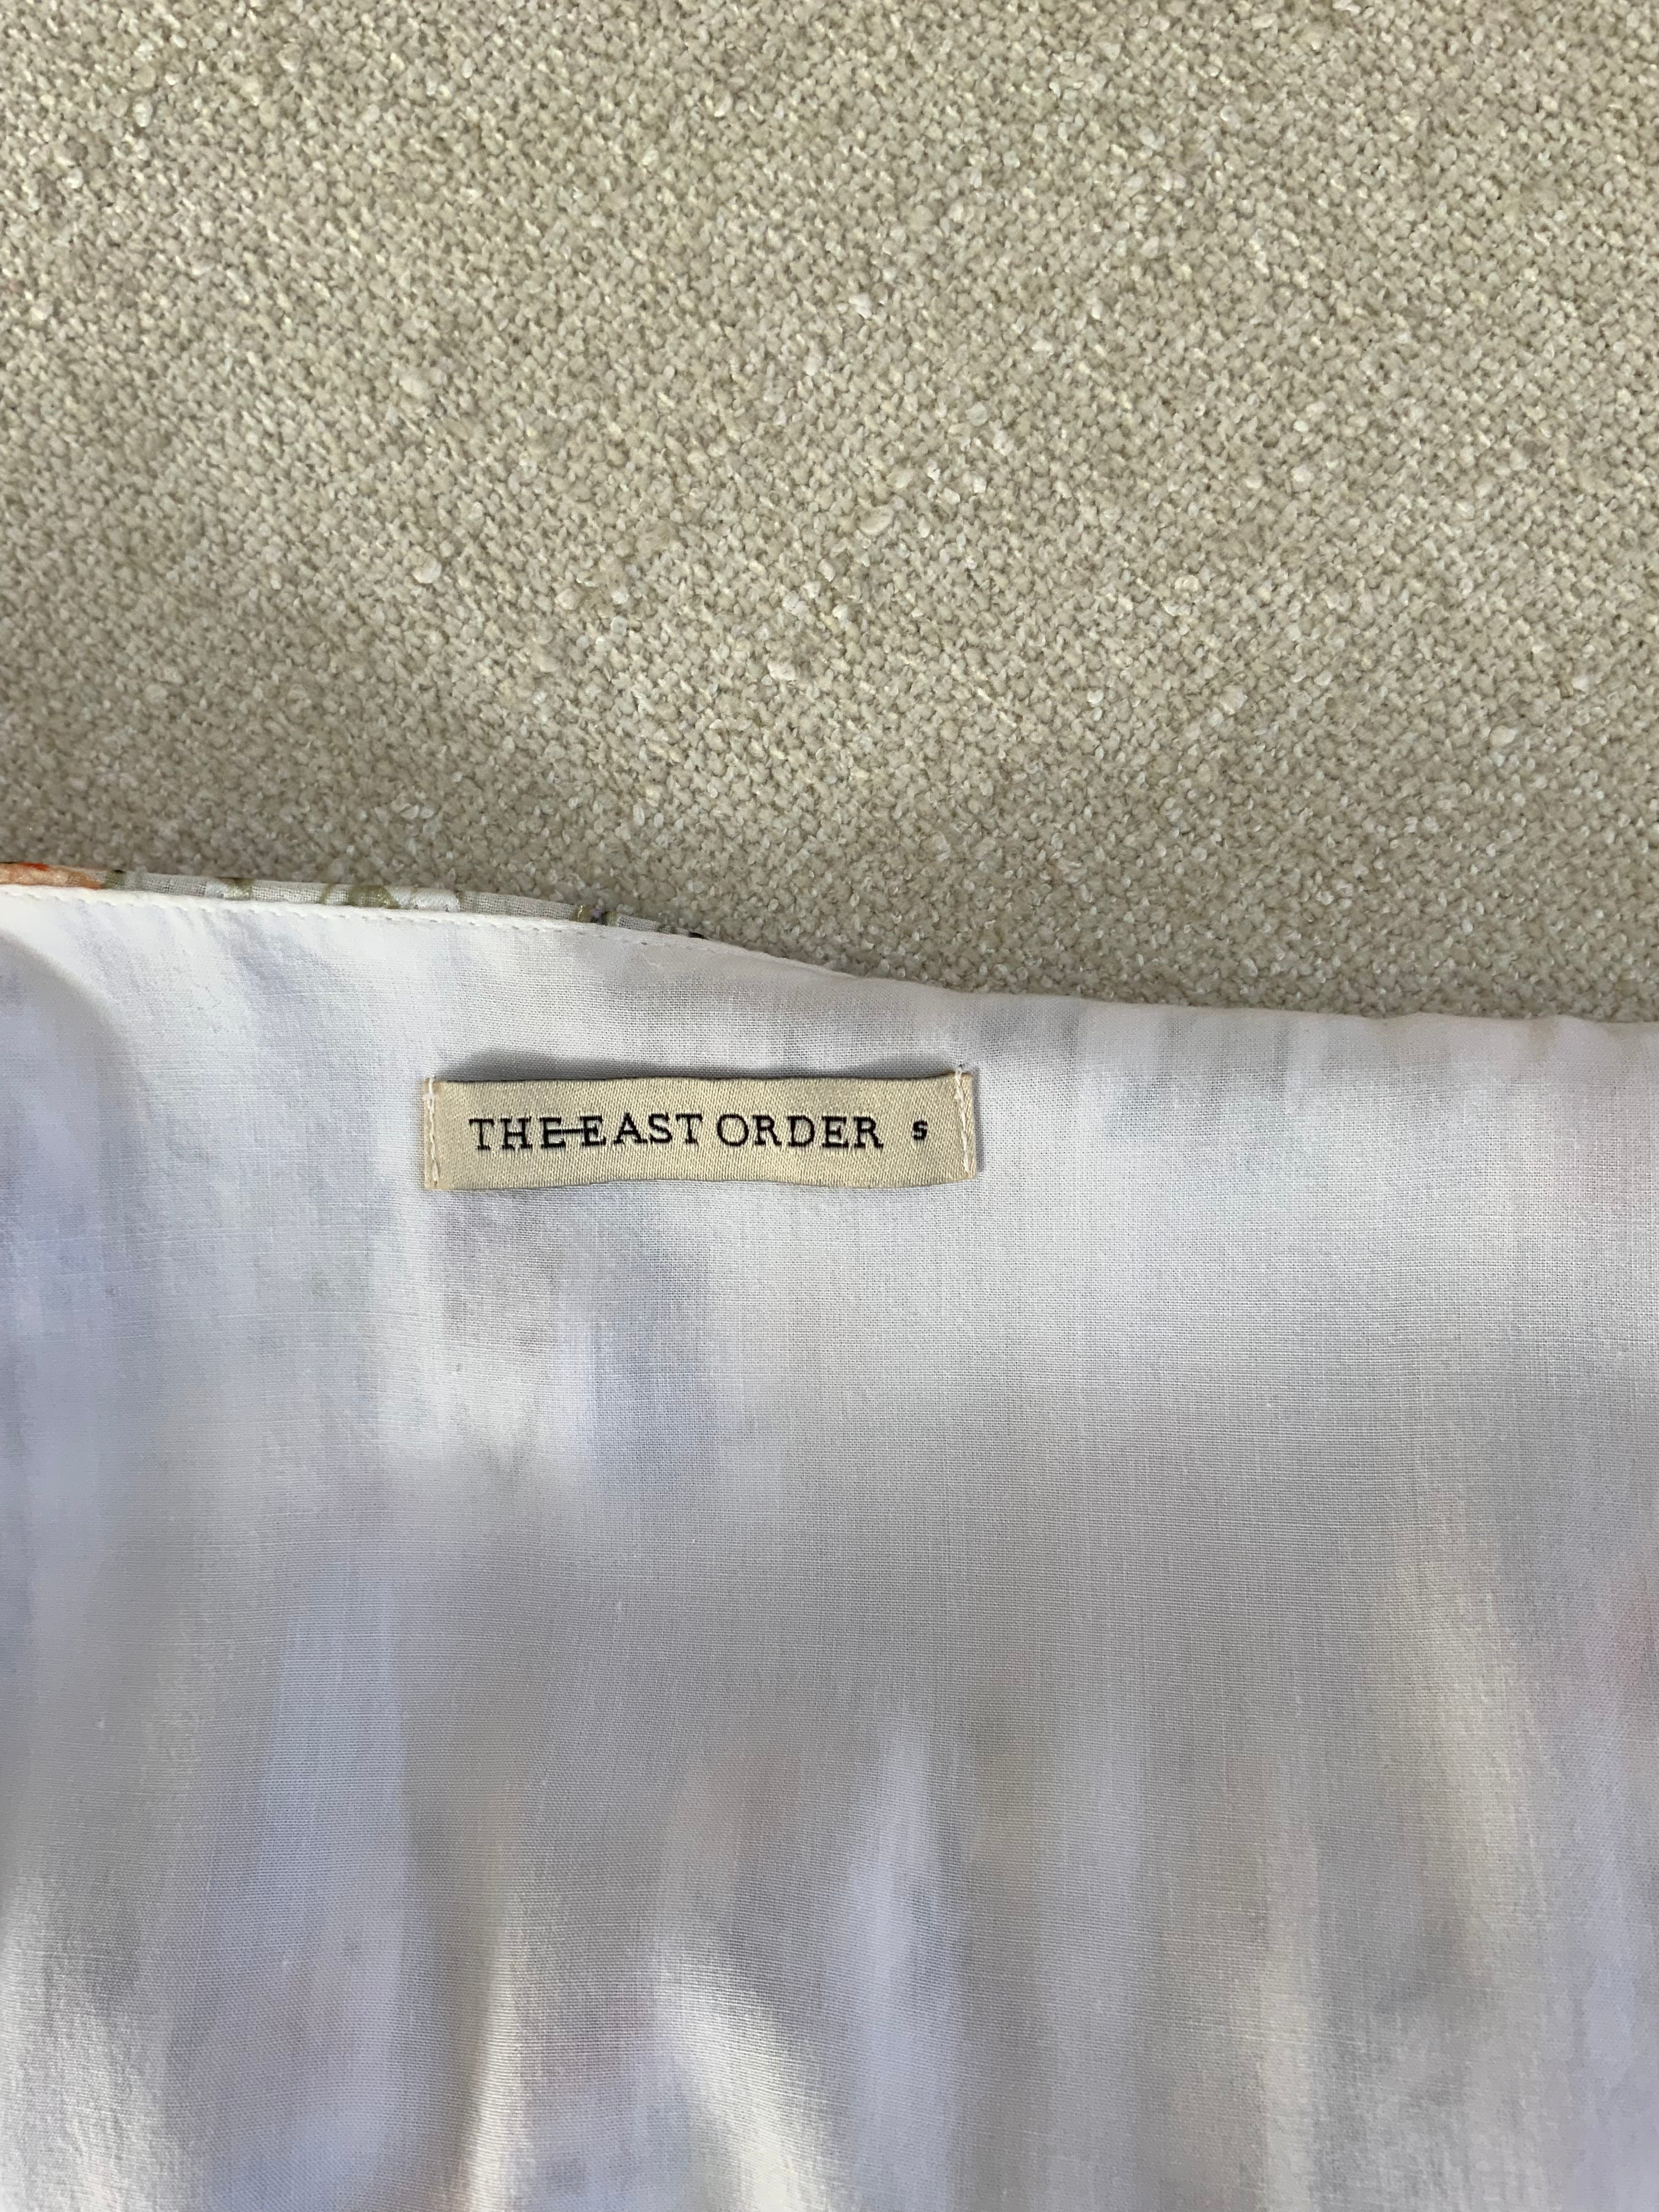 THE EAST ORDER S